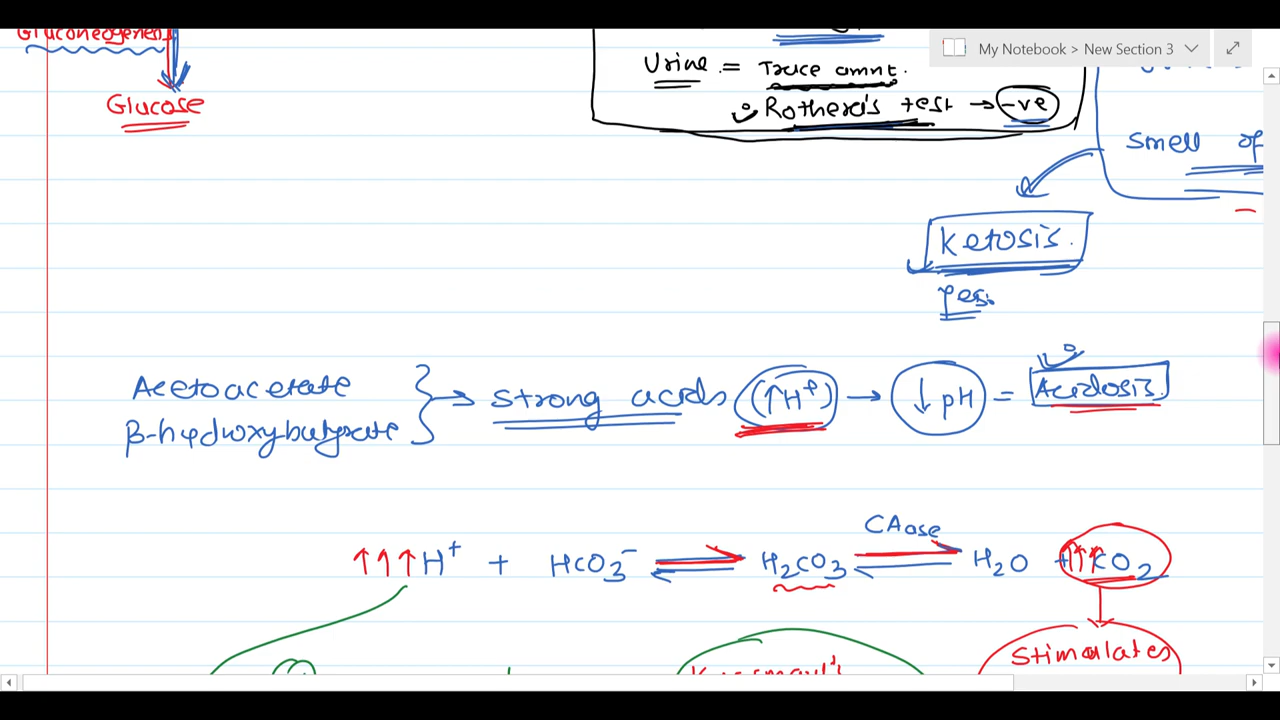 Gluconeogenesis
Glucose
My Notebook > New Section 3
Urine = Trace amnt.
Rothera's test → -ve
Smell of
Ketosis.
Acetoacetate
β-hydroxybutyrate
→ strong acids (↑H+) → ↓ pH = Acidosis.
CAase
↑↑↑H+ + HCO3- ⇌ H2CO3 ⇌ H2O + ↑↑CO2
Stimulates